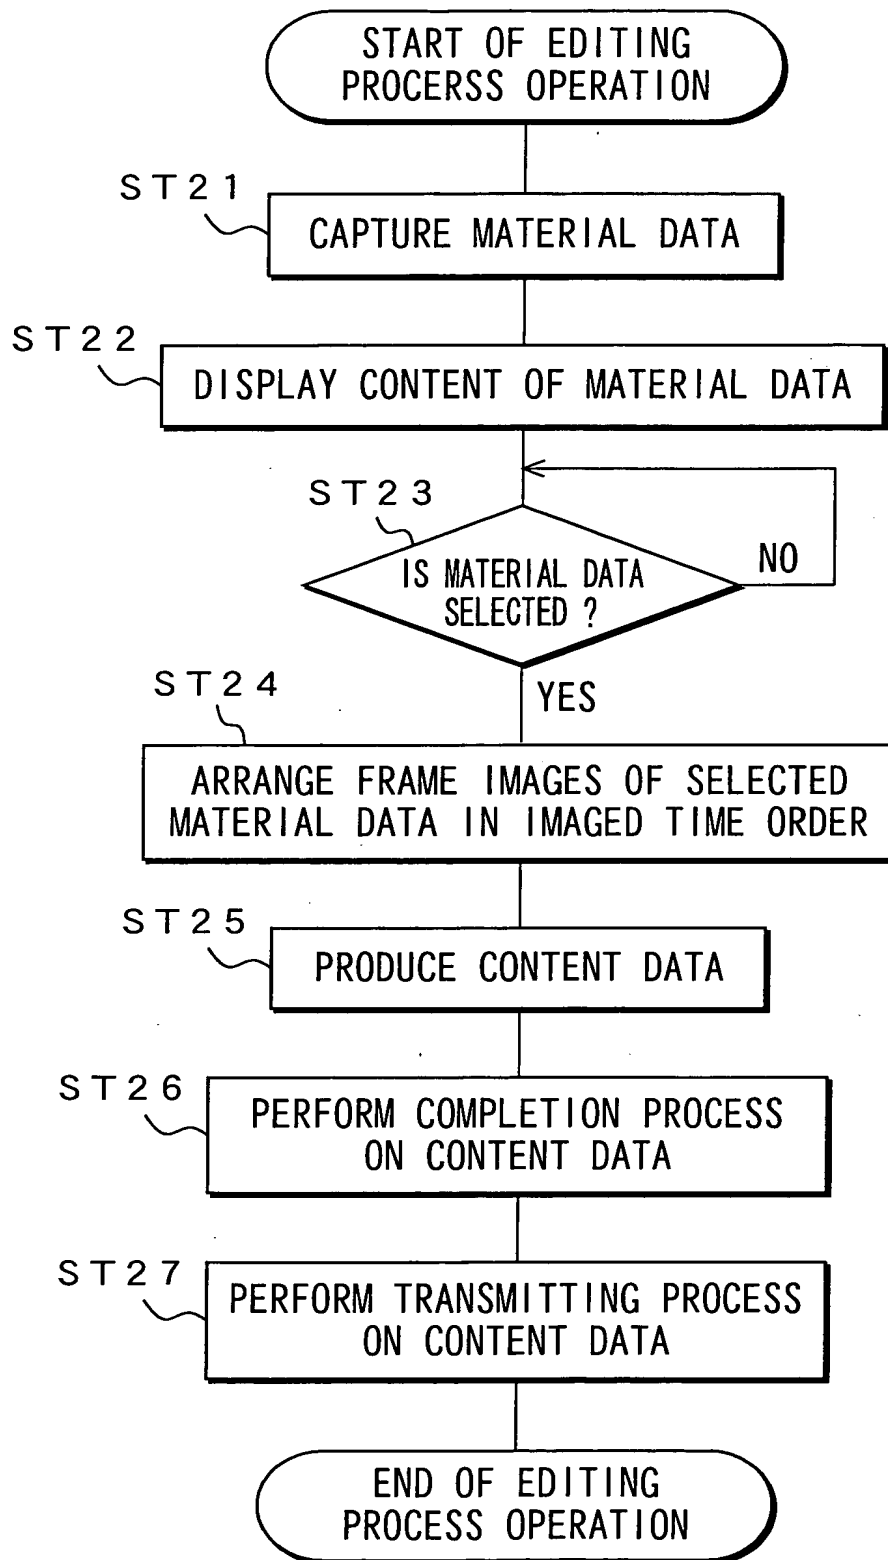 START OF EDITING
PROCERSS OPERATION
ST21
CAPTURE MATERIAL DATA
ST22
DISPLAY CONTENT OF MATERIAL DATA
ST23
IS MATERIAL DATA
SELECTED ?
NO
YES
ST24
ARRANGE FRAME IMAGES OF SELECTED
MATERIAL DATA IN IMAGED TIME ORDER
ST25
PRODUCE CONTENT DATA
ST26
PERFORM COMPLETION PROCESS
ON CONTENT DATA
ST27
PERFORM TRANSMITTING PROCESS
ON CONTENT DATA
END OF EDITING
PROCESS OPERATION